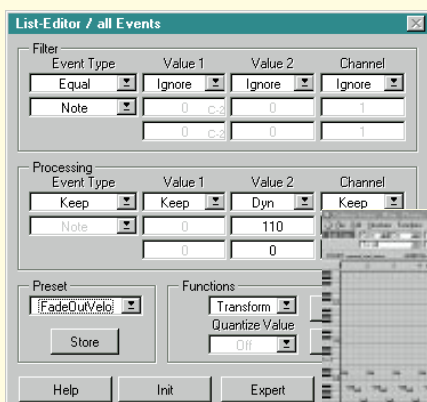 List-Editor / all Events
Filter
Event Type Value 1 Value 2 Channel
Equal Ignore Ignore Ignore
Note 0 C-2 0 1
0 C-2 0 1
Processing
Event Type Value 1 Value 2 Channel
Keep Keep Dyn Keep
Note 0 110
0 0
Preset Functions
FadeOutVelo Transform
Quantize Value
Store Off
Help Init Expert